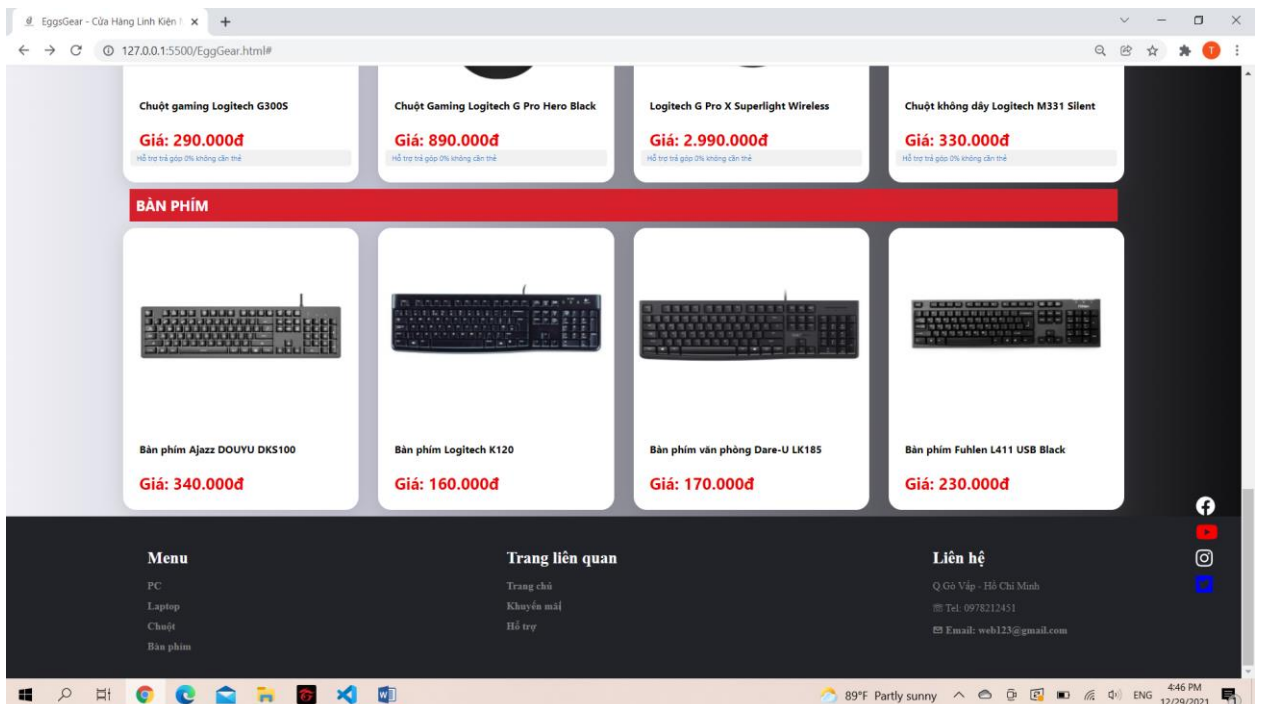 EggsGear - Cửa Hàng Linh Kiện
127.0.0.1:5500/EggGear.html#
T
Chuột gaming Logitech G300S
Giá: 290.000đ
Hỗ trợ trả góp 0% không cần thẻ
Chuột Gaming Logitech G Pro Hero Black
Giá: 890.000đ
Hỗ trợ trả góp 0% không cần thẻ
Logitech G Pro X Superlight Wireless
Giá: 2.990.000đ
Hỗ trợ trả góp 0% không cần thẻ
Chuột không dây Logitech M331 Silent
Giá: 330.000đ
Hỗ trợ trả góp 0% không cần thẻ
BÀN PHÍM
Bàn phím Ajazz DOUYU DKS100
Giá: 340.000đ
Bàn phím Logitech K120
Giá: 160.000đ
Bàn phím văn phòng Dare-U LK185
Giá: 170.000đ
Bàn phím Fuhlen L411 USB Black
Giá: 230.000đ
Menu
PC
Laptop
Chuột
Bàn phím
Trang liên quan
Trang chủ
Khuyến mãi
Hỗ trợ
Liên hệ
Q.Gò Vấp - Hồ Chí Minh
Tel: 0978212451
Email: web123@gmail.com
89°F Partly sunny
ENG
4:46 PM
12/29/2021